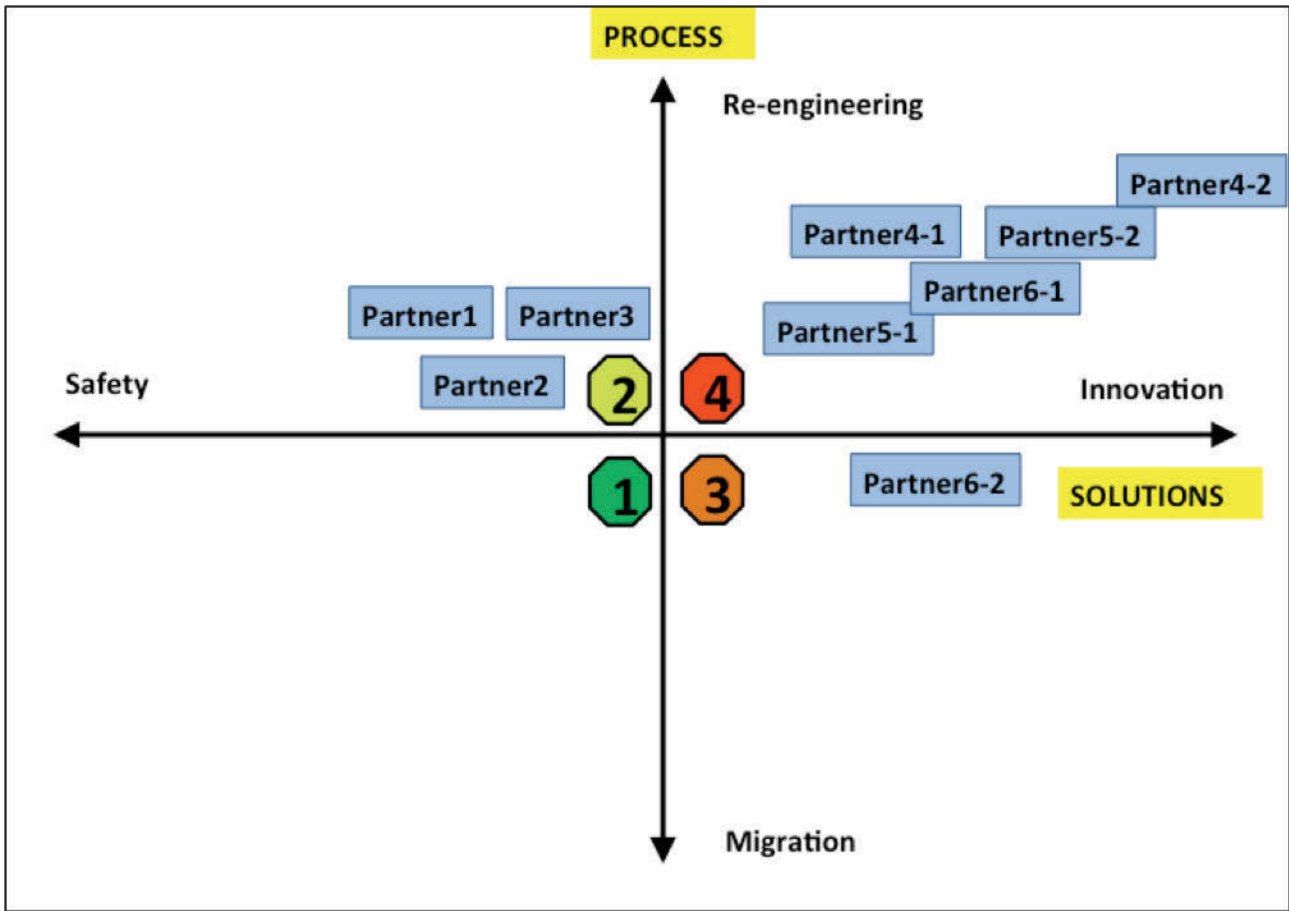 PROCESS
Re-engineering
Partner4-2
Partner4-1
Partner5-2
Partner6-1
Partner1
Partner3
Partner5-1
Safety
Partner2
2
4
Innovation
1
3
Partner6-2
SOLUTIONS
Migration